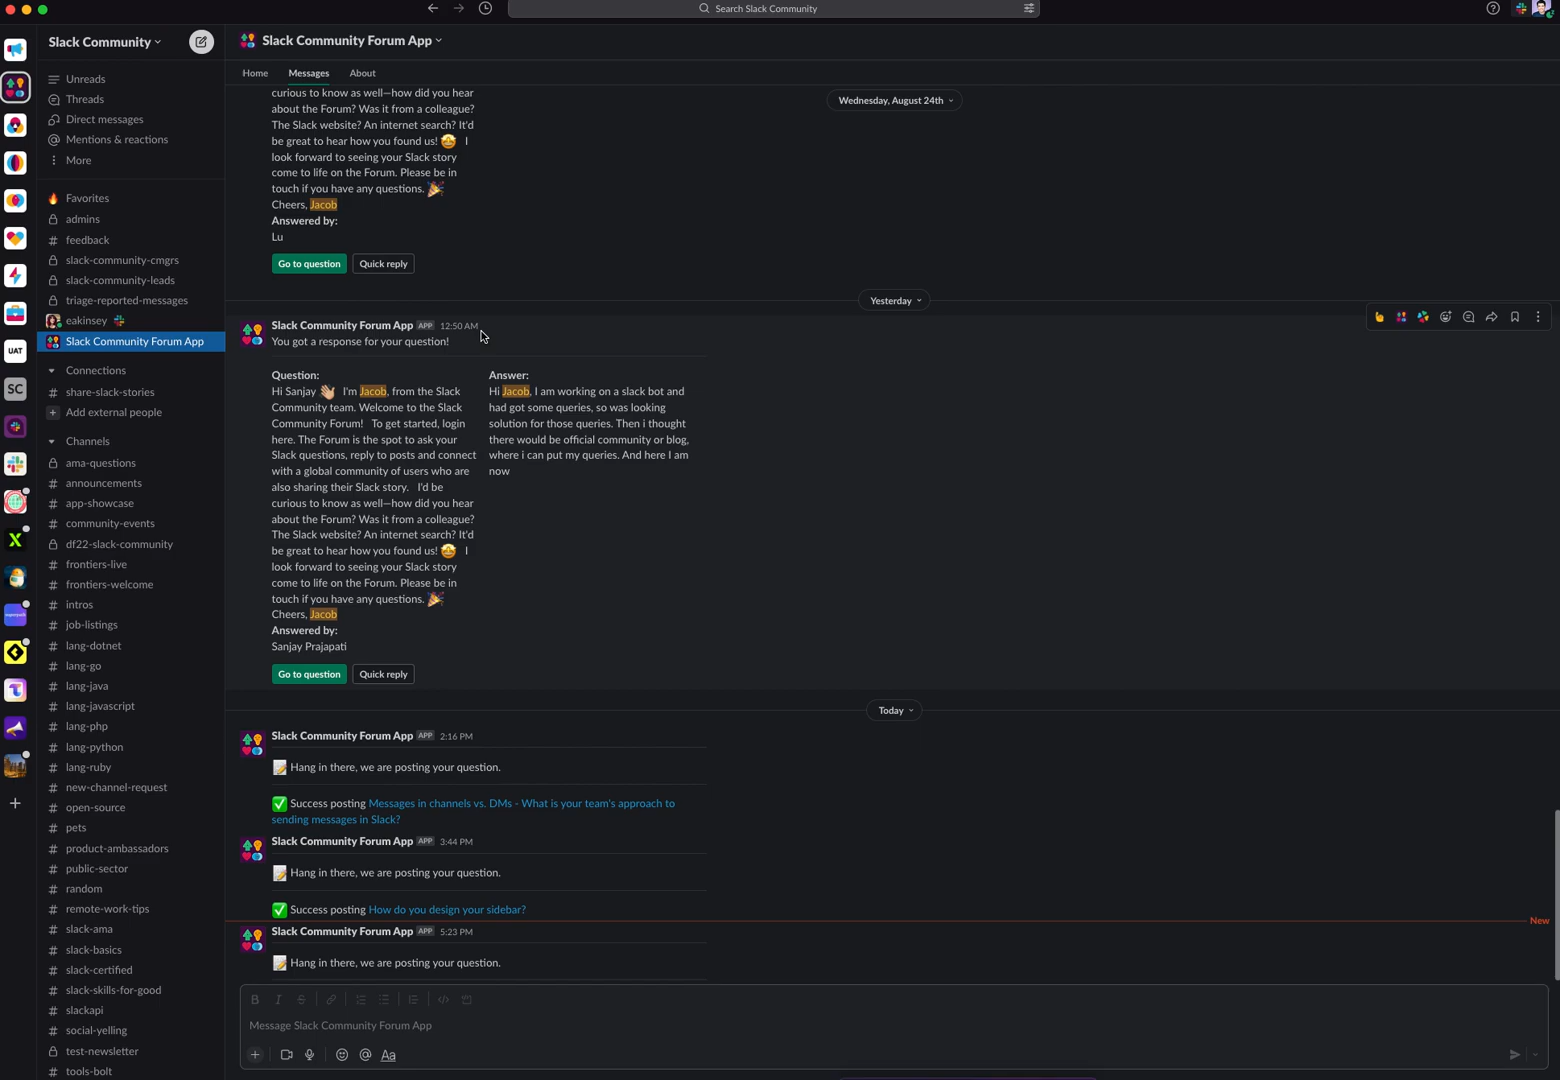 Search Slack Community
Slack Community
Unreads
Threads
Direct messages
Mentions & reactions
More
Favorites
admins
feedback
slack-community-cmgrs
slack-community-leads
triage-reported-messages
eakinsey
Slack Community Forum App
Connections
share-slack-stories
Add external people
Channels
ama-questions
announcements
app-showcase
community-events
df22-slack-community
frontiers-live
frontiers-welcome
intros
job-listings
lang-dotnet
lang-go
lang-java
lang-javascript
lang-php
lang-python
lang-ruby
new-channel-request
open-source
pets
product-ambassadors
public-sector
random
remote-work-tips
slack-ama
slack-basics
slack-certified
slack-skills-for-good
slackapi
social-yelling
test-newsletter
tools-bolt
UAT
SC
Slack Community Forum App
Home Messages About
Wednesday, August 24th
curious to know as well—how did you hear
about the Forum? Was it from a colleague?
The Slack website? An internet search? It'd
be great to hear how you found us! 🤩 I
look forward to seeing your Slack story
come to life on the Forum. Please be in
touch if you have any questions. 🎉
Cheers, Jacob
Answered by:
Lu
Go to question Quick reply
Yesterday
Slack Community Forum App APP 12:50 AM
You got a response for your question!
Question:
Hi Sanjay 👋🏼 I'm Jacob, from the Slack
Community team. Welcome to the Slack
Community Forum! To get started, login
here. The Forum is the spot to ask your
Slack questions, reply to posts and connect
with a global community of users who are
also sharing their Slack story. I'd be
curious to know as well—how did you hear
about the Forum? Was it from a colleague?
The Slack website? An internet search? It'd
be great to hear how you found us! 🤩 I
look forward to seeing your Slack story
come to life on the Forum. Please be in
touch if you have any questions. 🎉
Cheers, Jacob
Answered by:
Sanjay Prajapati
Answer:
Hi Jacob, I am working on a slack bot and
had got some queries, so was looking
solution for those queries. Then i thought
there would be official community or blog,
where i can put my queries. And here I am
now
Go to question Quick reply
Today
Slack Community Forum App APP 2:16 PM
📝 Hang in there, we are posting your question.
✅ Success posting Messages in channels vs. DMs - What is your team's approach to
sending messages in Slack?
Slack Community Forum App APP 3:44 PM
📝 Hang in there, we are posting your question.
✅ Success posting How do you design your sidebar?
New
Slack Community Forum App APP 5:23 PM
📝 Hang in there, we are posting your question.
B I S
Message Slack Community Forum App
Aa